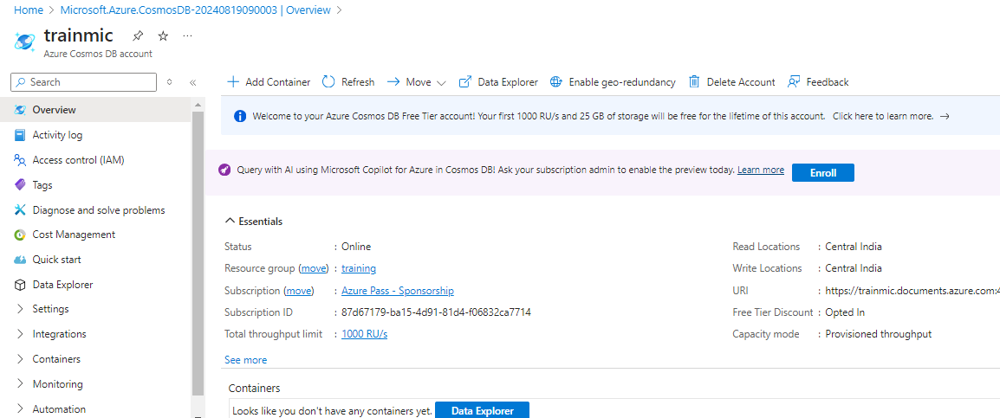 Home > Microsoft.Azure.CosmosDB-20240819090003 | Overview >
trainmic
Azure Cosmos DB account
Search
Add Container Refresh Move Data Explorer Enable geo-redundancy Delete Account Feedback
Overview
Activity log
Access control (IAM)
Tags
Diagnose and solve problems
Cost Management
Quick start
Data Explorer
Settings
Integrations
Containers
Monitoring
Automation
Welcome to your Azure Cosmos DB Free Tier account! Your first 1000 RU/s and 25 GB of storage will be free for the lifetime of this account. Click here to learn more. →
Query with AI using Microsoft Copilot for Azure in Cosmos DB! Ask your subscription admin to enable the preview today. Learn more Enroll
Essentials
Status : Online
Resource group (move) : training
Subscription (move) : Azure Pass - Sponsorship
Subscription ID : 87d67179-ba15-4d91-81d4-f06832ca7714
Total throughput limit : 1000 RU/s
See more
Read Locations : Central India
Write Locations : Central India
URI : https://trainmic.documents.azure.com:4
Free Tier Discount : Opted In
Capacity mode : Provisioned throughput
Containers
Looks like you don't have any containers yet. Data Explorer